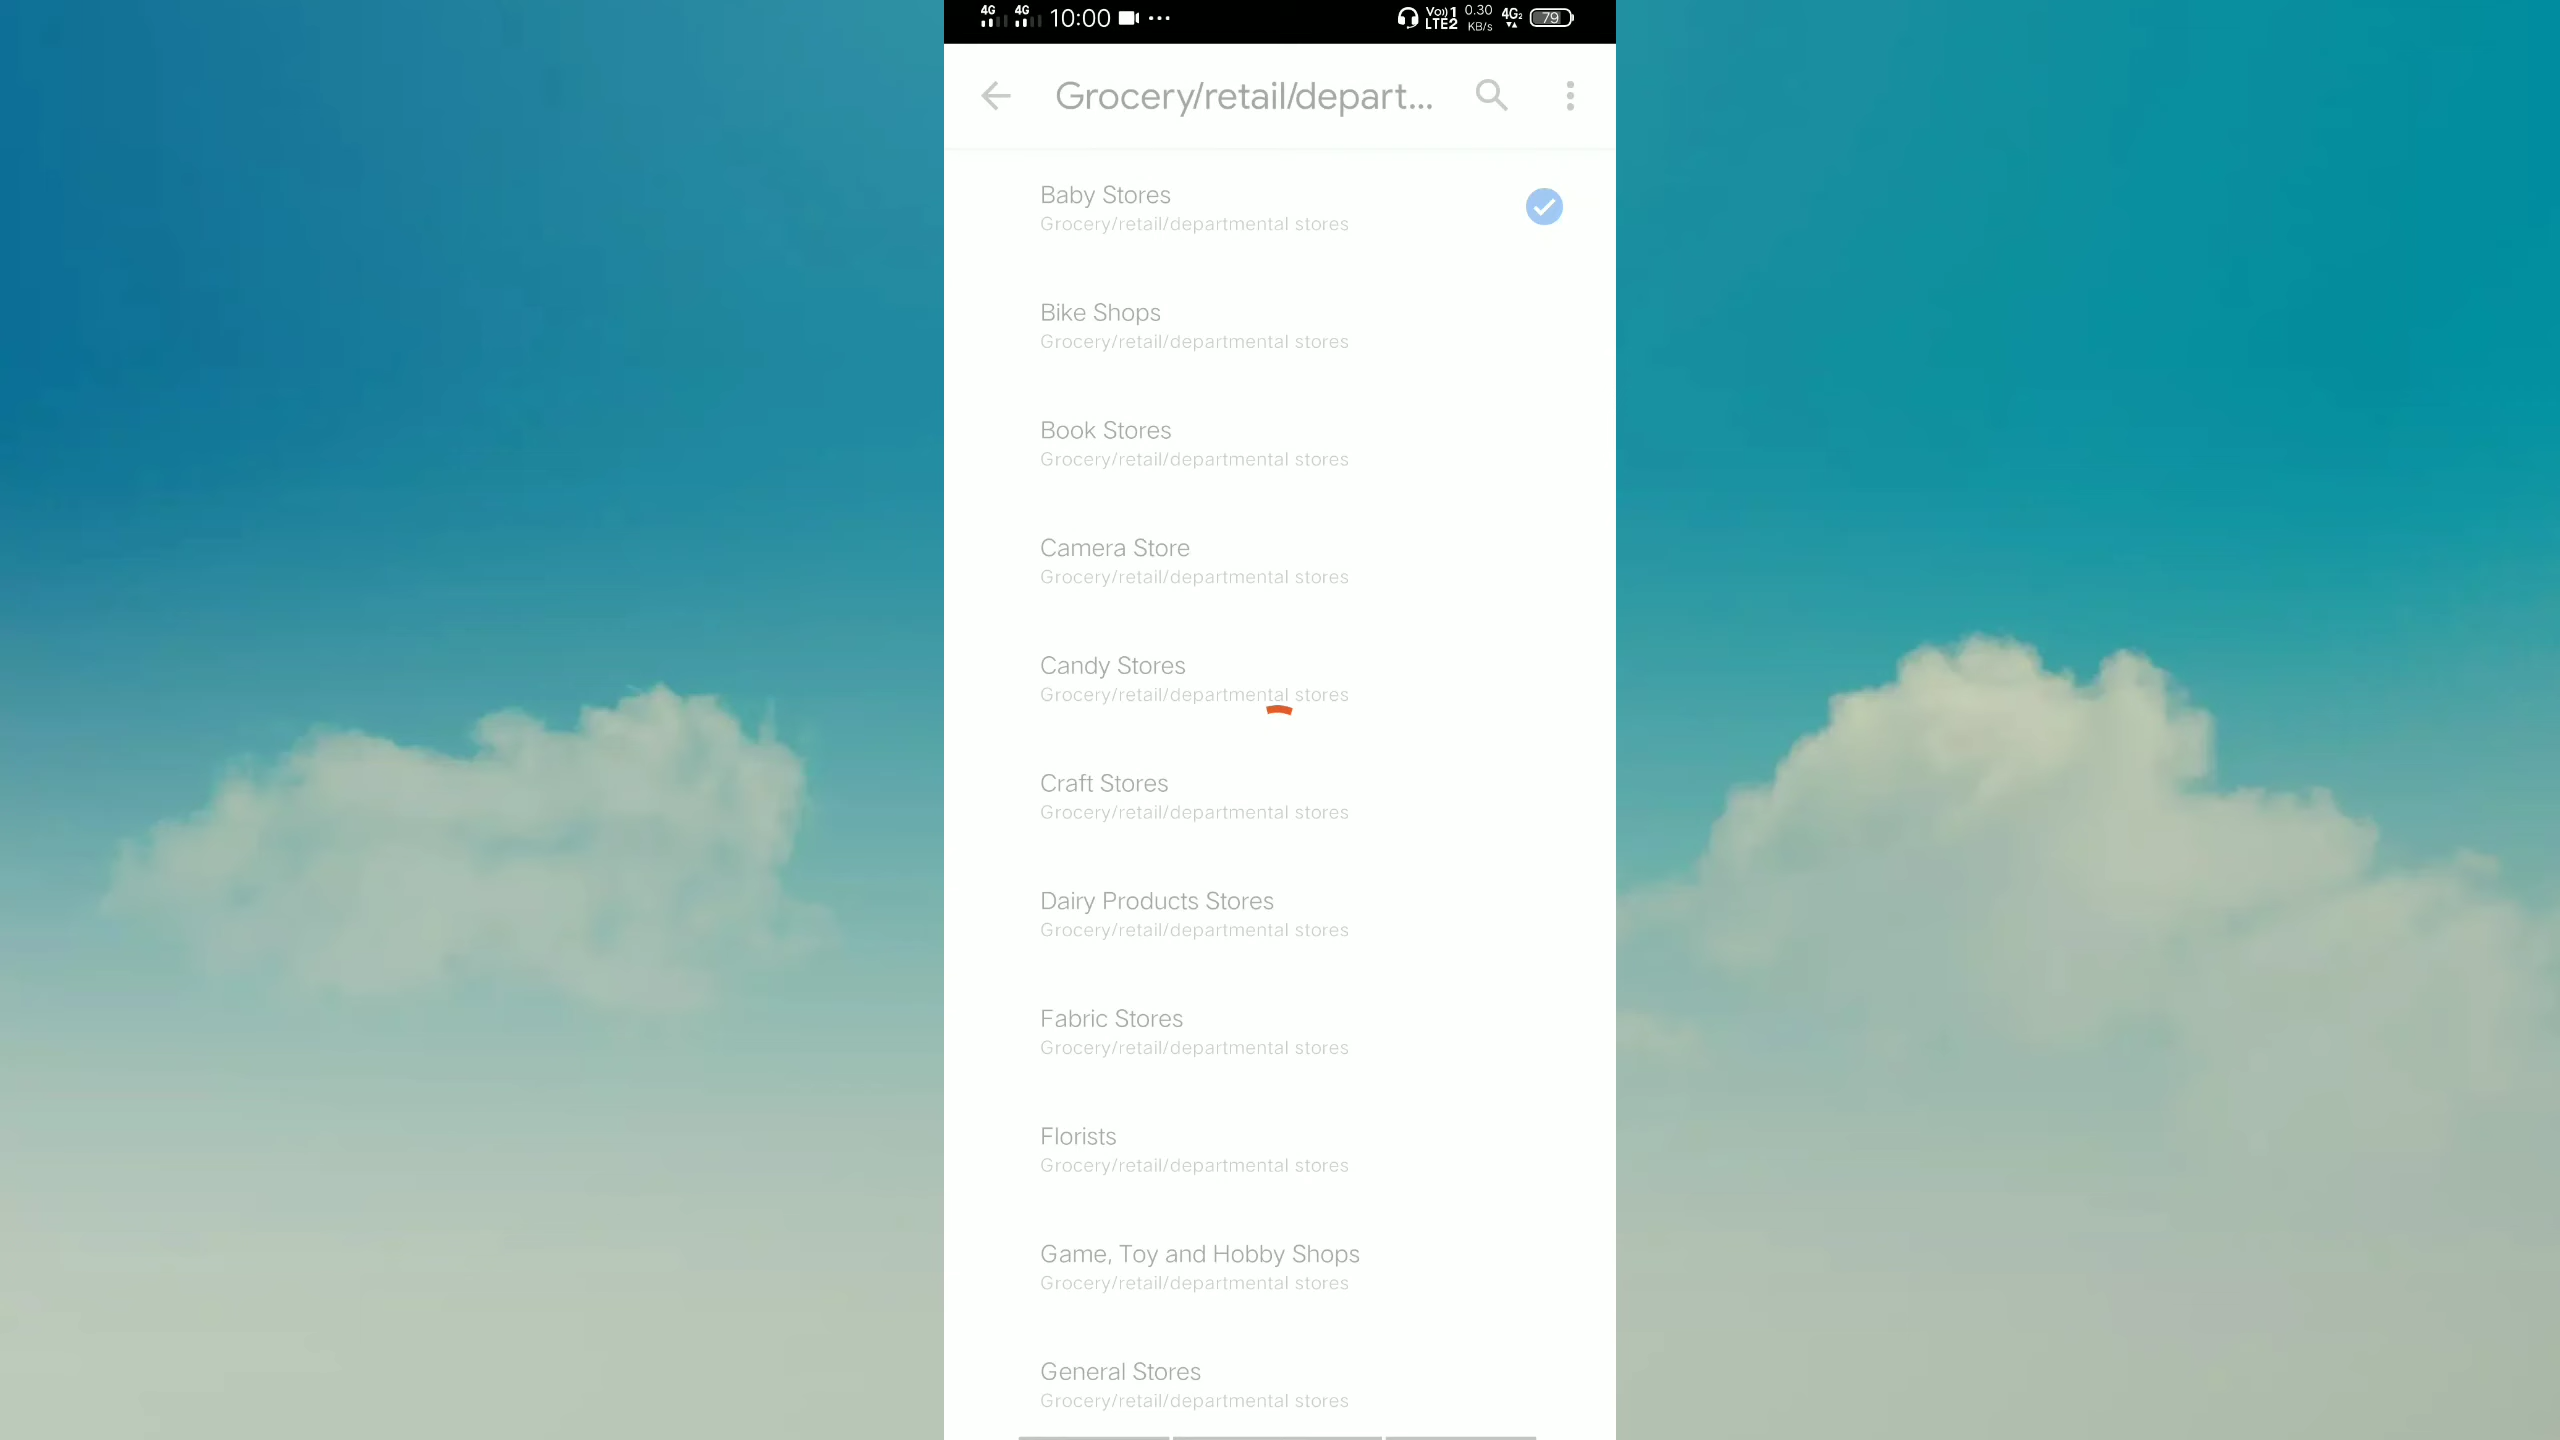 4G 4G 10:00 ... Vo)) 1 LTE2 0.30 KB/s 4G2 79
Grocery/retail/depart...
Baby Stores
Grocery/retail/departmental stores
Bike Shops
Grocery/retail/departmental stores
Book Stores
Grocery/retail/departmental stores
Camera Store
Grocery/retail/departmental stores
Candy Stores
Grocery/retail/departmental stores
Craft Stores
Grocery/retail/departmental stores
Dairy Products Stores
Grocery/retail/departmental stores
Fabric Stores
Grocery/retail/departmental stores
Florists
Grocery/retail/departmental stores
Game, Toy and Hobby Shops
Grocery/retail/departmental stores
General Stores
Grocery/retail/departmental stores